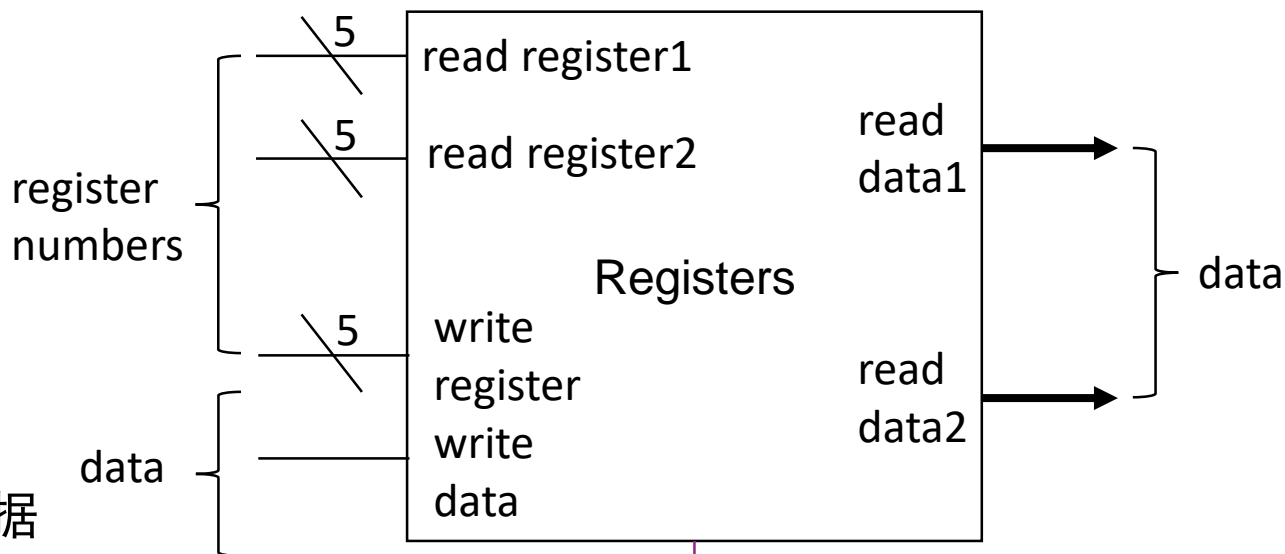 5
read register1
5
read register2
register
numbers
5
write
register
write
data
data
据
Registers
read
data1
read
data2
data